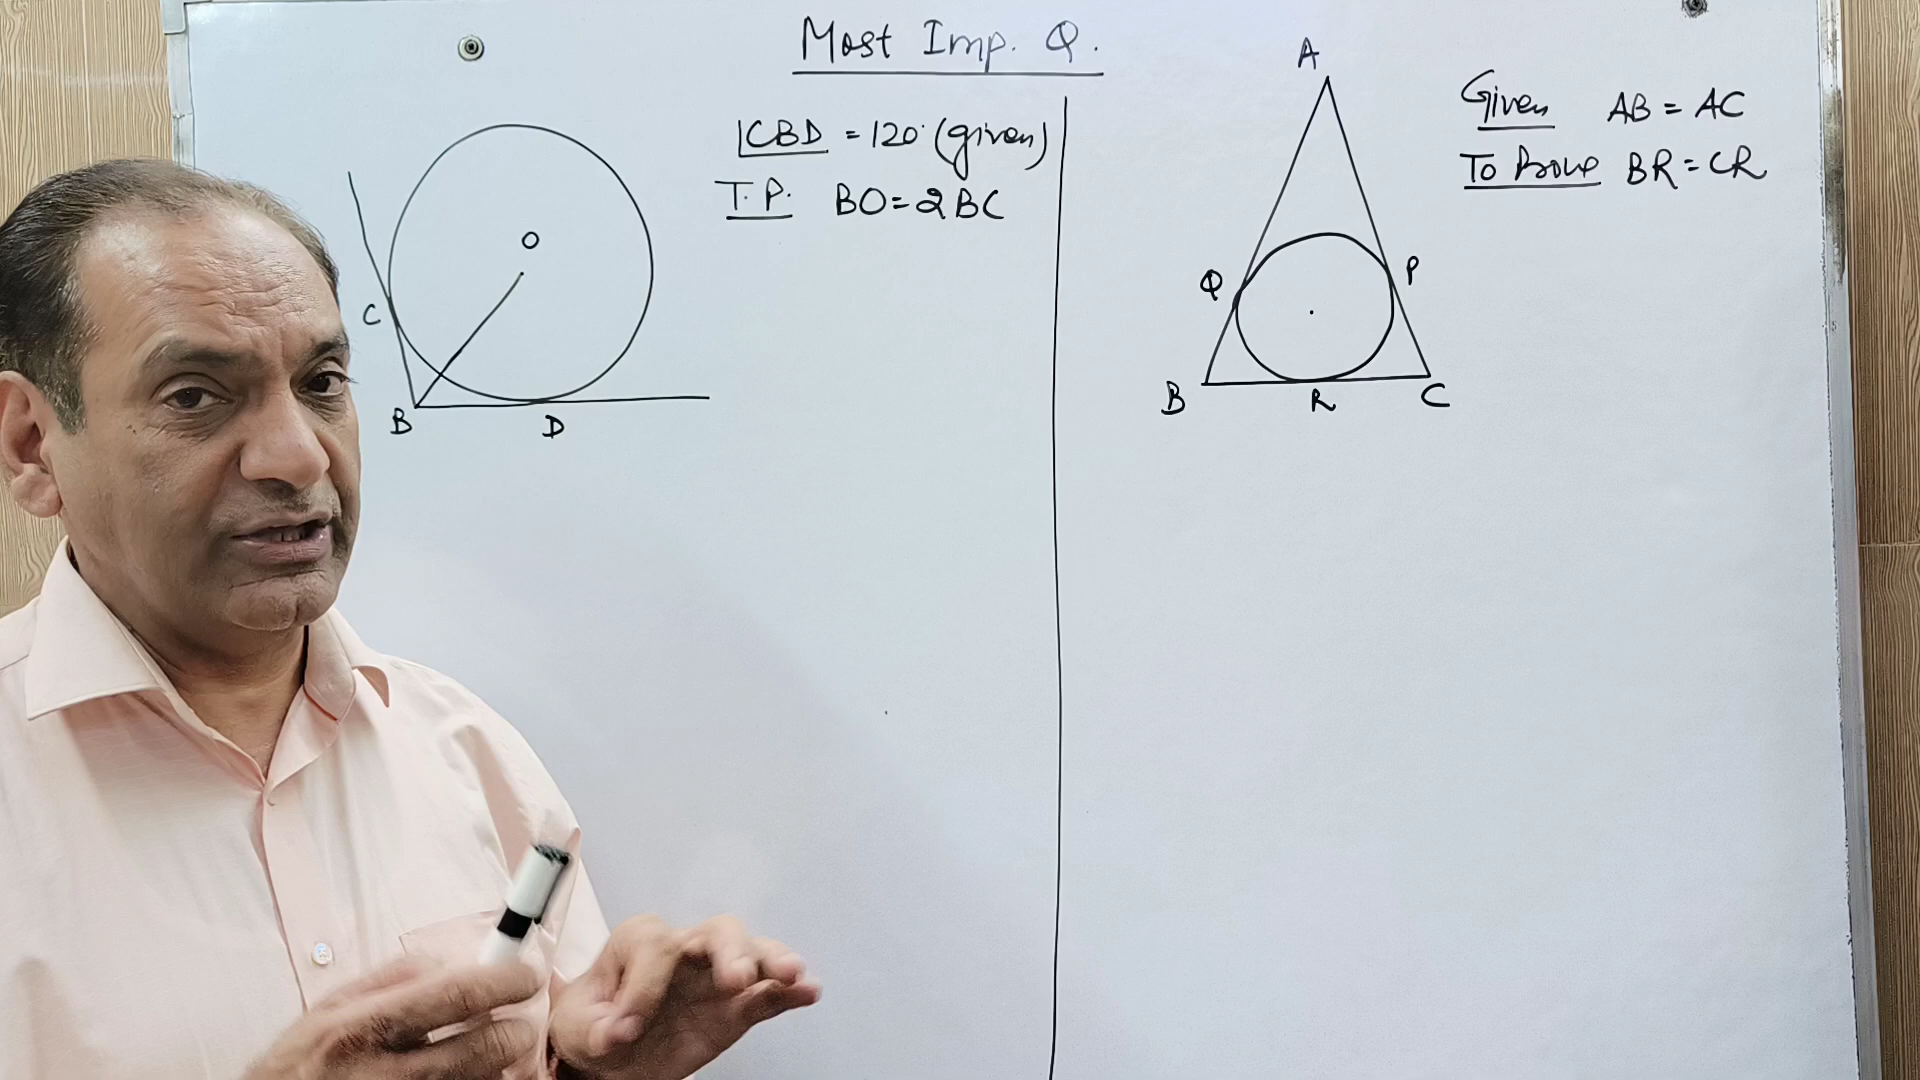 Most Imp. Q.
∠CBD = 120° (given)
T.P. BO = 2BC
O
C
B
D
A
Given AB = AC
To Prove BR = CR
Q
P
B
R
C